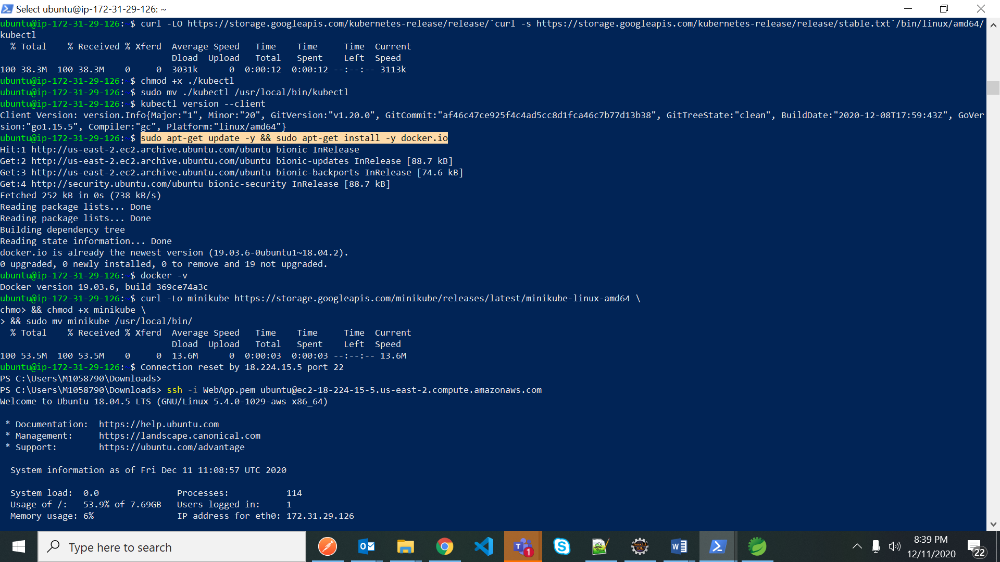 Select ubuntu@ip-172-31-29-126: ~
ubuntu@ip-172-31-29-126:~$ curl -LO https://storage.googleapis.com/kubernetes-release/release/`curl -s https://storage.googleapis.com/kubernetes-release/release/stable.txt`/bin/linux/amd64/
kubectl
  % Total    % Received % Xferd  Average Speed   Time    Time     Time  Current
                                 Dload  Upload   Total   Spent    Left  Speed
100 38.3M  100 38.3M    0     0  3031k      0  0:00:12  0:00:12 --:--:-- 3113k
ubuntu@ip-172-31-29-126:~$ chmod +x ./kubectl
ubuntu@ip-172-31-29-126:~$ sudo mv ./kubectl /usr/local/bin/kubectl
ubuntu@ip-172-31-29-126:~$ kubectl version --client
Client Version: version.Info{Major:"1", Minor:"20", GitVersion:"v1.20.0", GitCommit:"af46c47ce925f4c4ad5cc8d1fca46c7b77d13b38", GitTreeState:"clean", BuildDate:"2020-12-08T17:59:43Z", GoVer
sion:"go1.15.5", Compiler:"gc", Platform:"linux/amd64"}
ubuntu@ip-172-31-29-126:~$ sudo apt-get update -y && sudo apt-get install -y docker.io
Hit:1 http://us-east-2.ec2.archive.ubuntu.com/ubuntu bionic InRelease
Get:2 http://us-east-2.ec2.archive.ubuntu.com/ubuntu bionic-updates InRelease [88.7 kB]
Get:3 http://us-east-2.ec2.archive.ubuntu.com/ubuntu bionic-backports InRelease [74.6 kB]
Get:4 http://security.ubuntu.com/ubuntu bionic-security InRelease [88.7 kB]
Fetched 252 kB in 0s (738 kB/s)
Reading package lists... Done
Reading package lists... Done
Building dependency tree
Reading state information... Done
docker.io is already the newest version (19.03.6-0ubuntu1~18.04.2).
0 upgraded, 0 newly installed, 0 to remove and 19 not upgraded.
ubuntu@ip-172-31-29-126:~$ docker -v
Docker version 19.03.6, build 369ce74a3c
ubuntu@ip-172-31-29-126:~$ curl -Lo minikube https://storage.googleapis.com/minikube/releases/latest/minikube-linux-amd64 \
chmo> && chmod +x minikube \
> && sudo mv minikube /usr/local/bin/
  % Total    % Received % Xferd  Average Speed   Time    Time     Time  Current
                                 Dload  Upload   Total   Spent    Left  Speed
100 53.5M  100 53.5M    0     0  13.6M      0  0:00:03  0:00:03 --:--:-- 13.6M
ubuntu@ip-172-31-29-126:~$ Connection reset by 18.224.15.5 port 22
PS C:\Users\M1058790\Downloads>
PS C:\Users\M1058790\Downloads> ssh -i WebApp.pem ubuntu@ec2-18-224-15-5.us-east-2.compute.amazonaws.com
Welcome to Ubuntu 18.04.5 LTS (GNU/Linux 5.4.0-1029-aws x86_64)
 * Documentation:  https://help.ubuntu.com
 * Management:     https://landscape.canonical.com
 * Support:        https://ubuntu.com/advantage
  System information as of Fri Dec 11 11:08:57 UTC 2020
  System load:  0.0               Processes:           114
  Usage of /:   53.9% of 7.69GB   Users logged in:     1
  Memory usage: 6%                IP address for eth0: 172.31.29.126
Type here to search
8:39 PM
12/11/2020
22
1